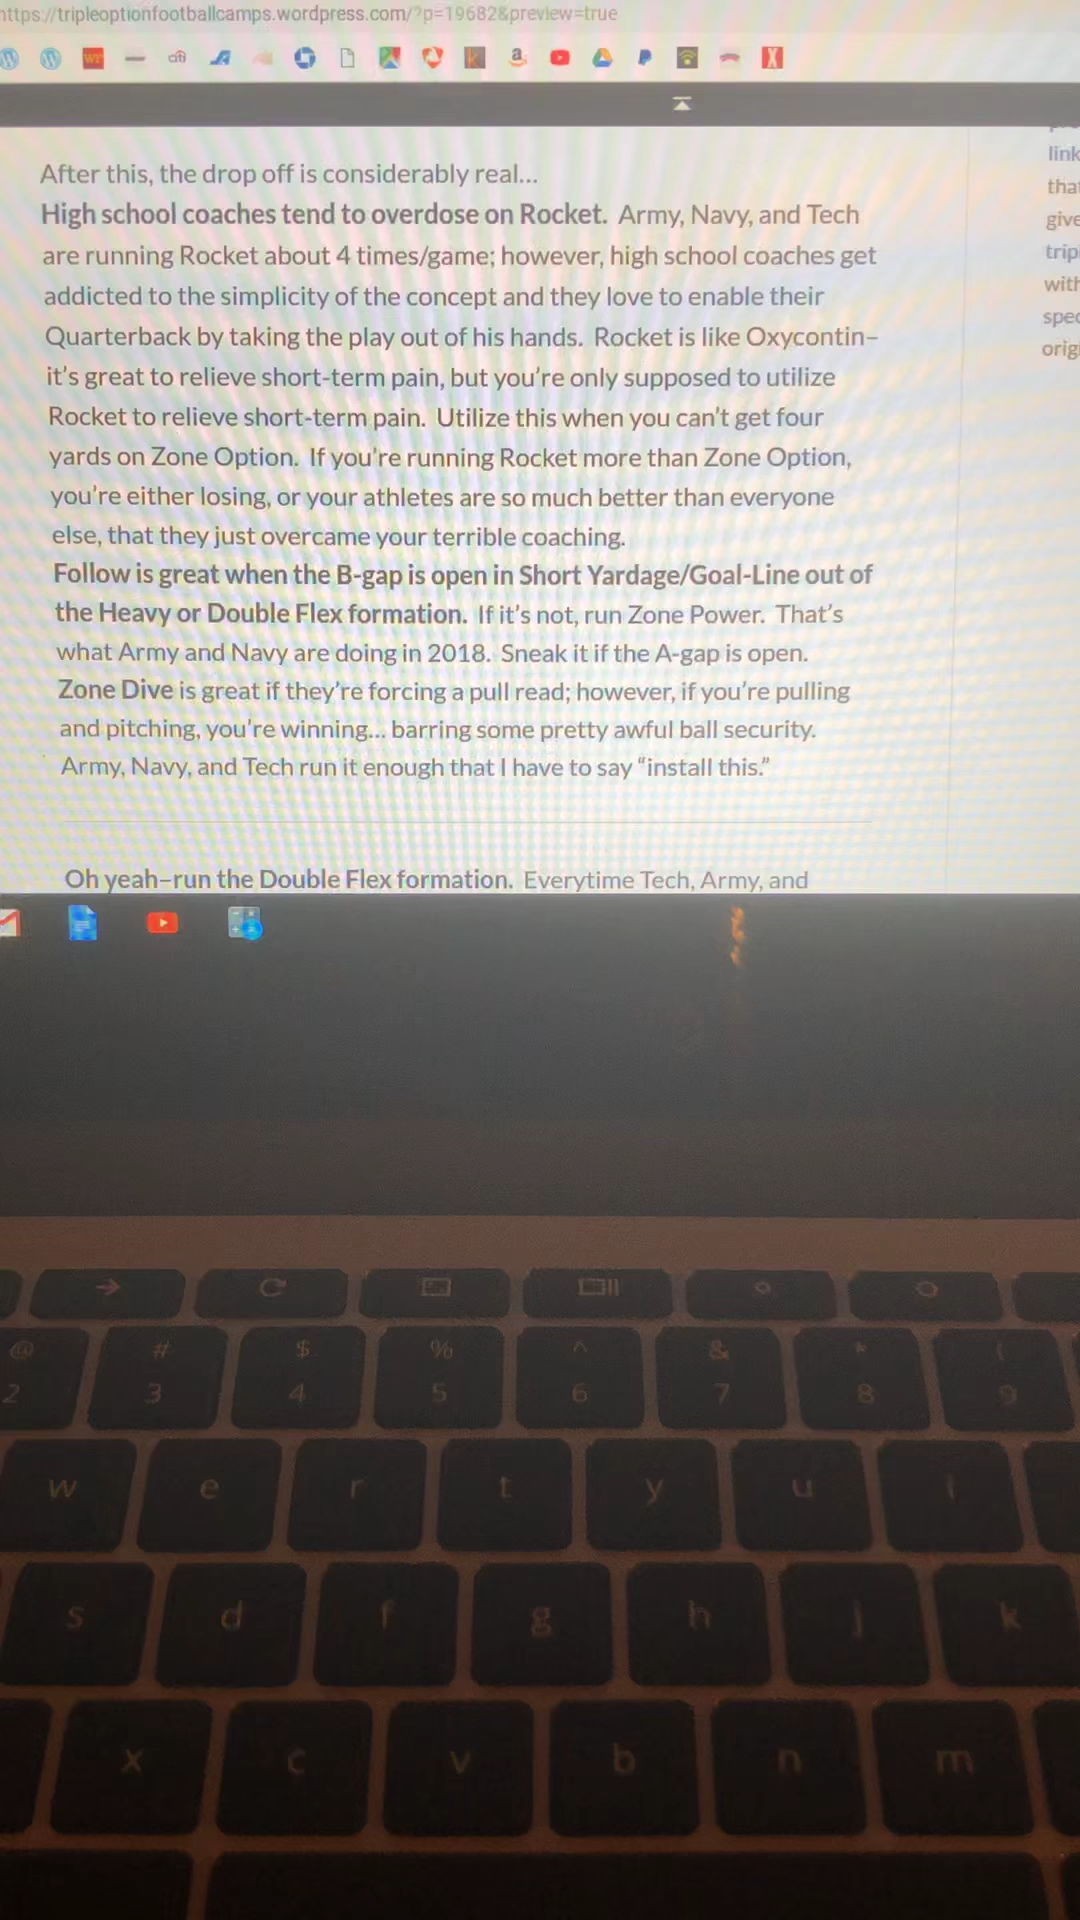 https://tripleoptionfootballcamps.wordpress.com/?p=19682&preview=true
citi
After this, the drop off is considerably real...
High school coaches tend to overdose on Rocket. Army, Navy, and Tech
are running Rocket about 4 times/game; however, high school coaches get
addicted to the simplicity of the concept and they love to enable their
Quarterback by taking the play out of his hands. Rocket is like Oxycontin–
it's great to relieve short-term pain, but you're only supposed to utilize
Rocket to relieve short-term pain. Utilize this when you can't get four
yards on Zone Option. If you're running Rocket more than Zone Option,
you're either losing, or your athletes are so much better than everyone
else, that they just overcame your terrible coaching.
Follow is great when the B-gap is open in Short Yardage/Goal-Line out of
the Heavy or Double Flex formation. If it's not, run Zone Power. That's
what Army and Navy are doing in 2018. Sneak it if the A-gap is open.
Zone Dive is great if they're forcing a pull read; however, if you're pulling
and pitching, you're winning... barring some pretty awful ball security.
Army, Navy, and Tech run it enough that I have to say "install this."
Oh yeah–run the Double Flex formation. Everytime Tech, Army, and
link
that
give
trip
with
spec
orig
@ # $ % ^ & * (
2 3 4 5 6 7 8 9
w e r t y u i
s d f g h j k
x c v b n m